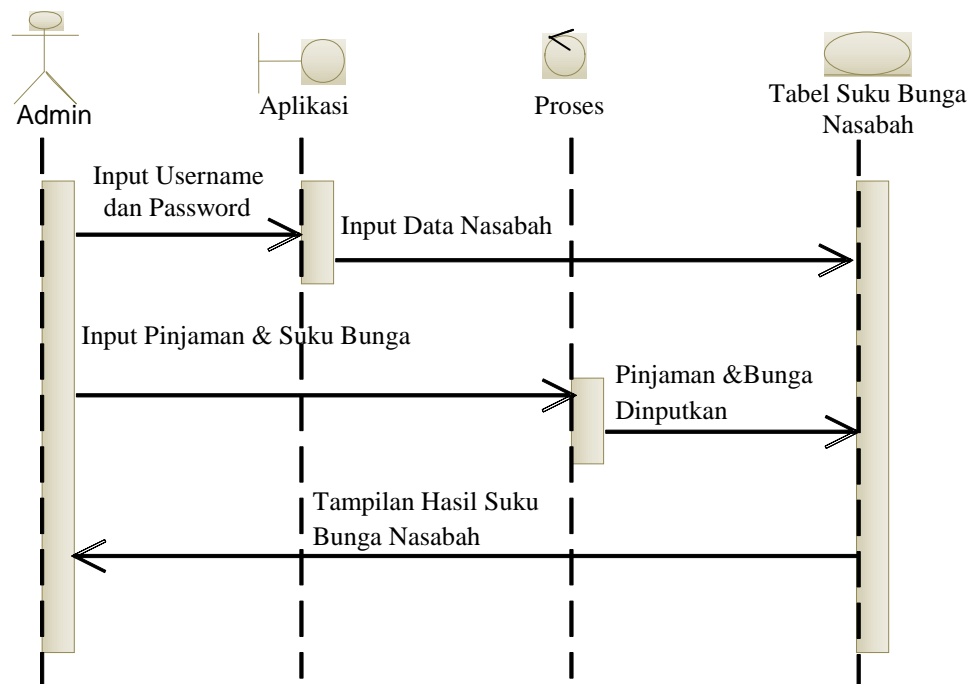 Admin
Aplikasi
Proses
Tabel Suku Bunga
Nasabah
Input Username
dan Password
Input Data Nasabah
Input Pinjaman & Suku Bunga
Pinjaman &Bunga
Dinputkan
Tampilan Hasil Suku
Bunga Nasabah